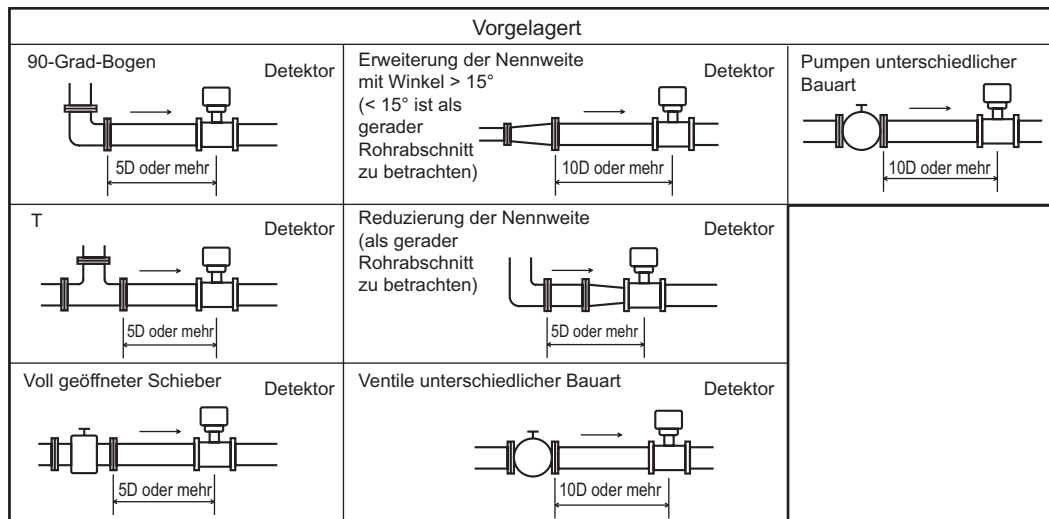 Vorgelagert
90-Grad-Bogen
Detektor
5D oder mehr
Erweiterung der Nennweite
mit Winkel > 15°
(< 15° ist als
gerader
Rohrabschnitt
zu betrachten)
Detektor
10D oder mehr
Pumpen unterschiedlicher
Bauart
Detektor
10D oder mehr
T
Detektor
5D oder mehr
Reduzierung der Nennweite
(als gerader
Rohrabschnitt
zu betrachten)
Detektor
5D oder mehr
Voll geöffneter Schieber
Detektor
5D oder mehr
Ventile unterschiedlicher Bauart
Detektor
10D oder mehr